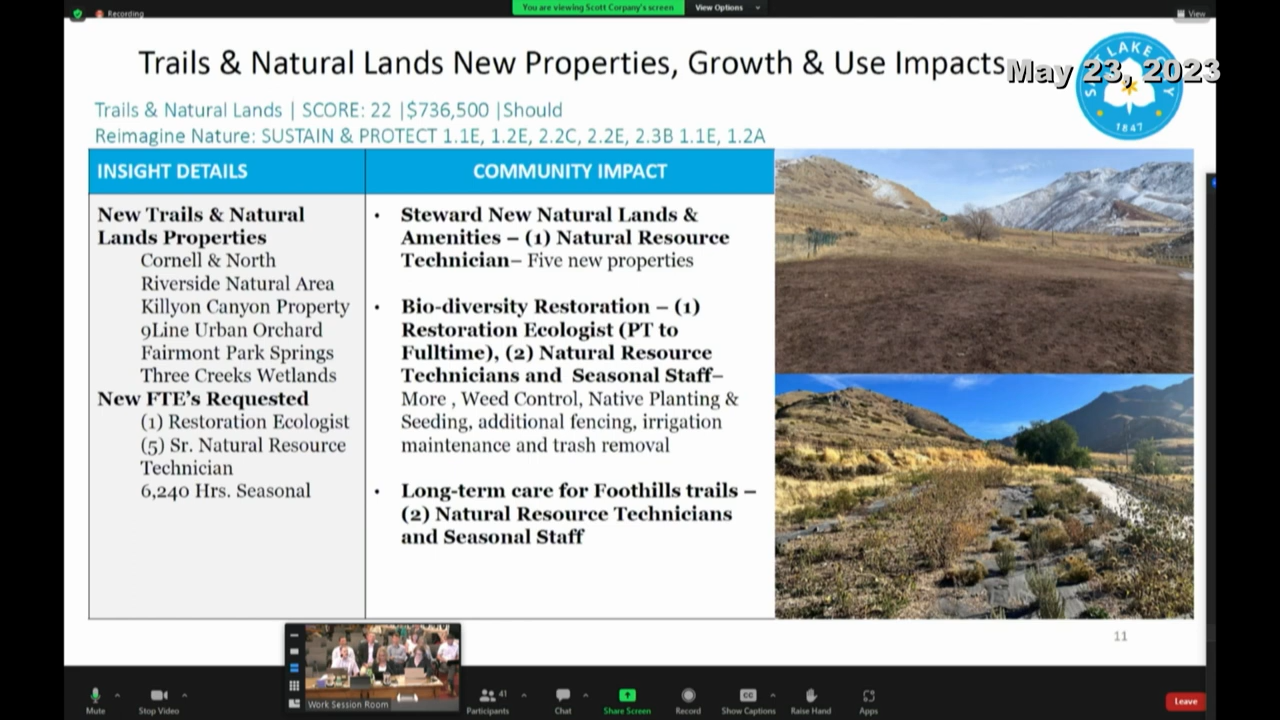 Recording
You are viewing Scott Corpany's screen
View Options
View
Trails & Natural Lands New Properties, Growth & Use Impacts
May 23, 2023
LAKE
1847
Trails & Natural Lands | SCORE: 22 |$736,500 |Should
Reimagine Nature: SUSTAIN & PROTECT 1.1E, 1.2E, 2.2C, 2.2E, 2.3B 1.1E, 1.2A
INSIGHT DETAILS
New Trails & Natural
Lands Properties
Cornell & North
Riverside Natural Area
Killyon Canyon Property
9Line Urban Orchard
Fairmont Park Springs
Three Creeks Wetlands
New FTE's Requested
(1) Restoration Ecologist
(5) Sr. Natural Resource
Technician
6,240 Hrs. Seasonal
COMMUNITY IMPACT
• Steward New Natural Lands &
Amenities – (1) Natural Resource
Technician– Five new properties
• Bio-diversity Restoration – (1)
Restoration Ecologist (PT to
Fulltime), (2) Natural Resource
Technicians and Seasonal Staff–
More , Weed Control, Native Planting &
Seeding, additional fencing, irrigation
maintenance and trash removal
• Long-term care for Foothills trails –
(2) Natural Resource Technicians
and Seasonal Staff
11
Work Session Room
Mute
Stop Video
Participants
41
Chat
Share Screen
Record
CC
Show Captions
Raise Hand
Apps
Leave